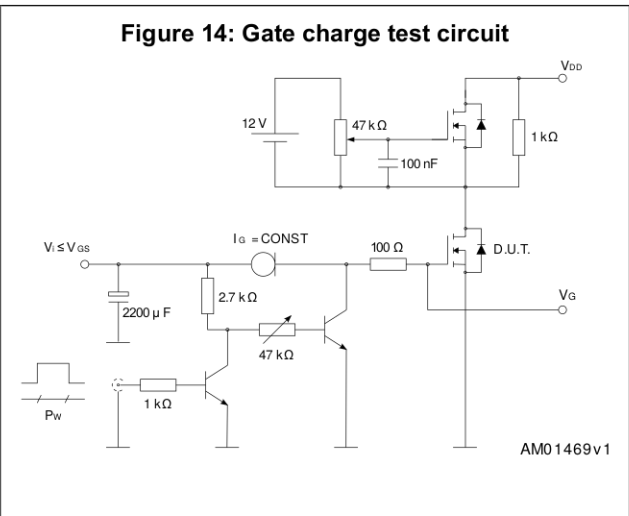 Figure 14: Gate charge test circuit
VDD
12 V
47 kΩ
1 kΩ
100 nF
Vi ≤ VGS
IG = CONST
100 Ω
D.U.T.
2.7 kΩ
VG
2200 μF
47 kΩ
1 kΩ
PW
AM01469v1